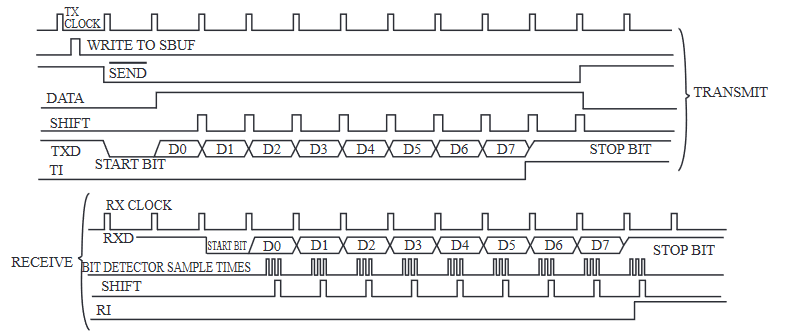 TX
CLOCK
WRITE TO SBUF
SEND
TRANSMIT
DATA
SHIFT
TXD D0 D1 D2 D3 D4 D5 D6 D7 STOP BIT
START BIT
TI
RX CLOCK
RXD START BIT D0 D1 D2 D3 D4 D5 D6 D7 STOP BIT
RECEIVE
BIT DETECTOR SAMPLE TIMES
SHIFT
RI